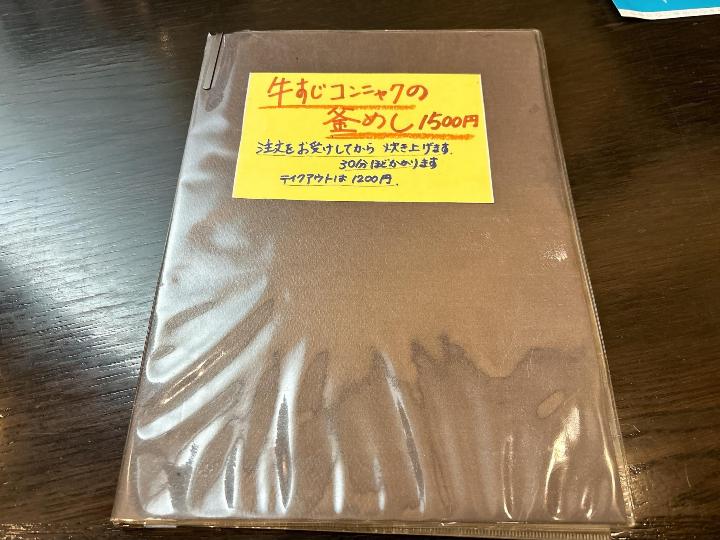 牛すじコンニャクの
釜めし1500円
注文をお受けしてから 炊き上げます.
30分ほどかかります
テイクアウトは1200円.